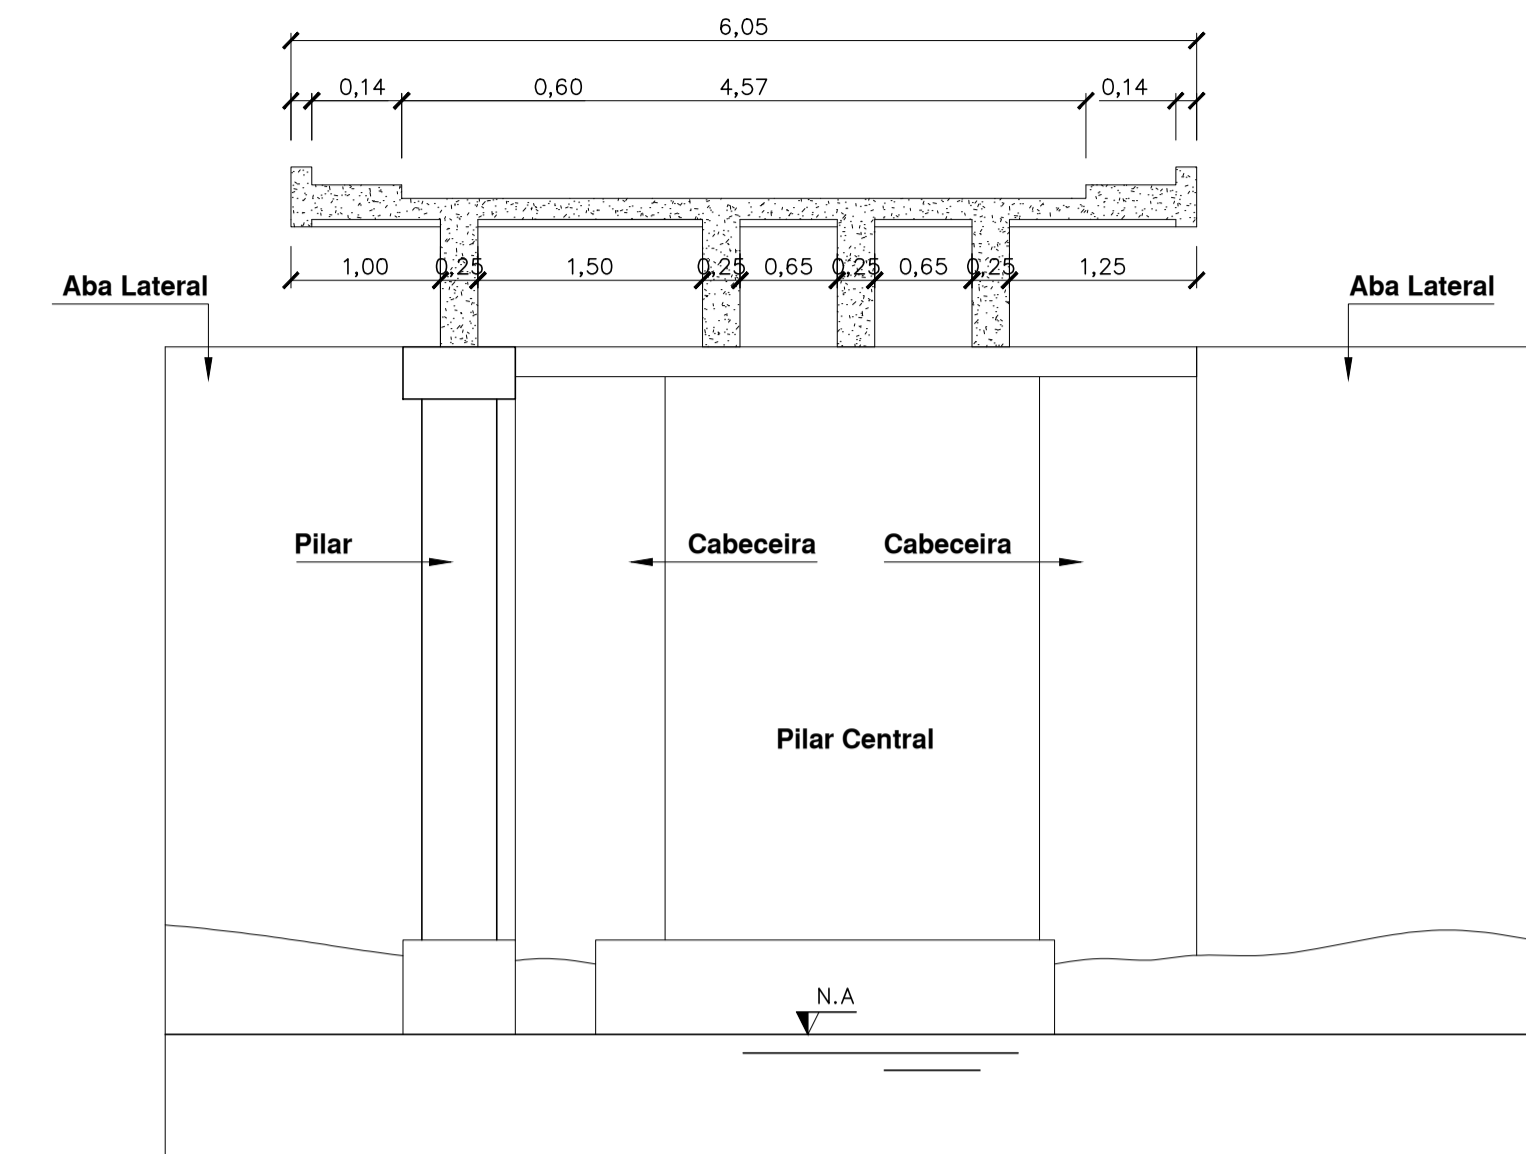 6,05
0,14 0,60 4,57 0,14
1,00 0,25 1,50 0,25 0,65 0,25 0,65 0,25 1,25
Aba Lateral Aba Lateral
Pilar Cabeceira Cabeceira
Pilar Central
N.A